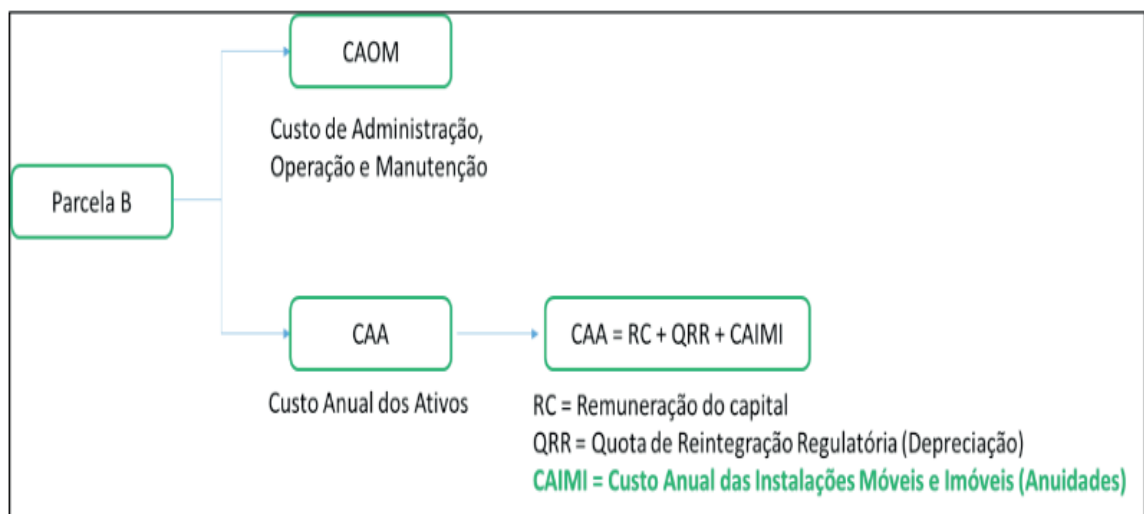 CAOM
Custo de Administração,
Operação e Manutenção
Parcela B
CAA
Custo Anual dos Ativos
CAA = RC + QRR + CAIMI
RC = Remuneração do capital
QRR = Quota de Reintegração Regulatória (Depreciação)
CAIMI = Custo Anual das Instalações Móveis e Imóveis (Anuidades)